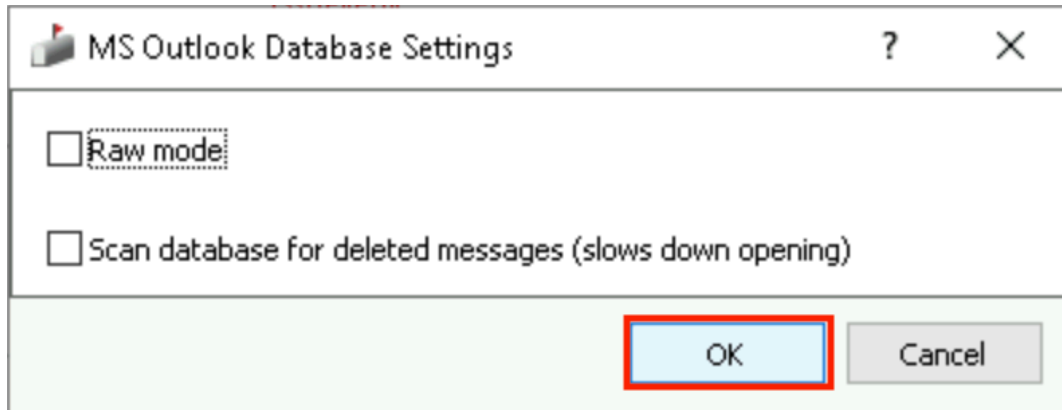 MS Outlook Database Settings ?
Raw mode
Scan database for deleted messages (slows down opening)
OK Cancel